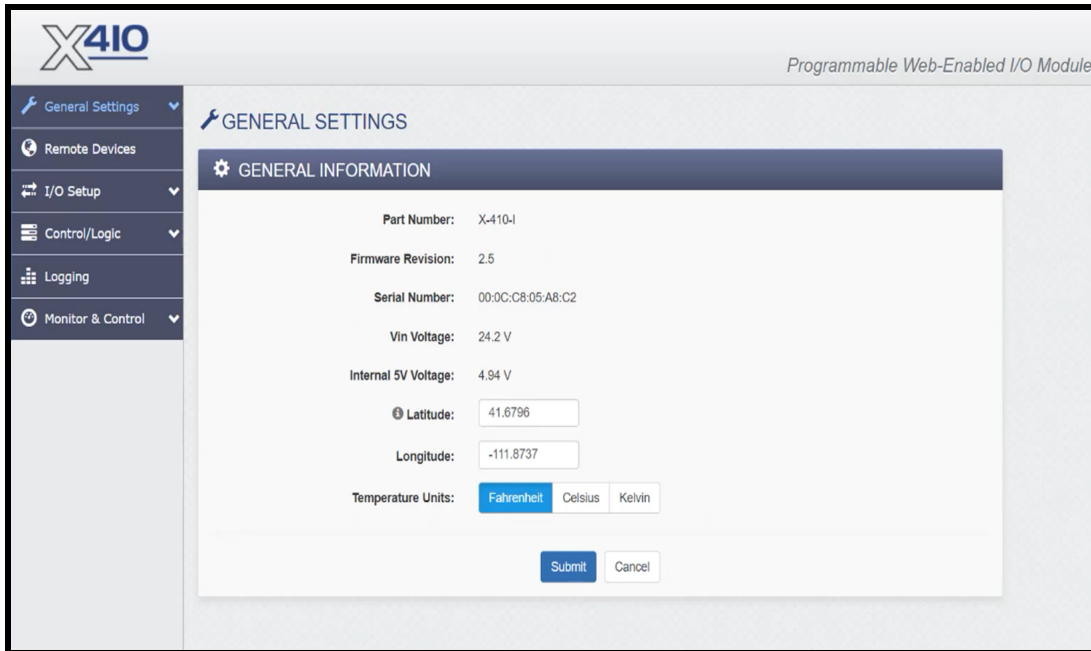 X410
Programmable Web-Enabled I/O Module
General Settings
Remote Devices
I/O Setup
Control/Logic
Logging
Monitor & Control
GENERAL SETTINGS
GENERAL INFORMATION
Part Number: X-410-I
Firmware Revision: 2.5
Serial Number: 00:0C:C8:05:A8:C2
Vin Voltage: 24.2 V
Internal 5V Voltage: 4.94 V
Latitude: 41.6796
Longitude: -111.8737
Temperature Units: Fahrenheit Celsius Kelvin
Submit Cancel